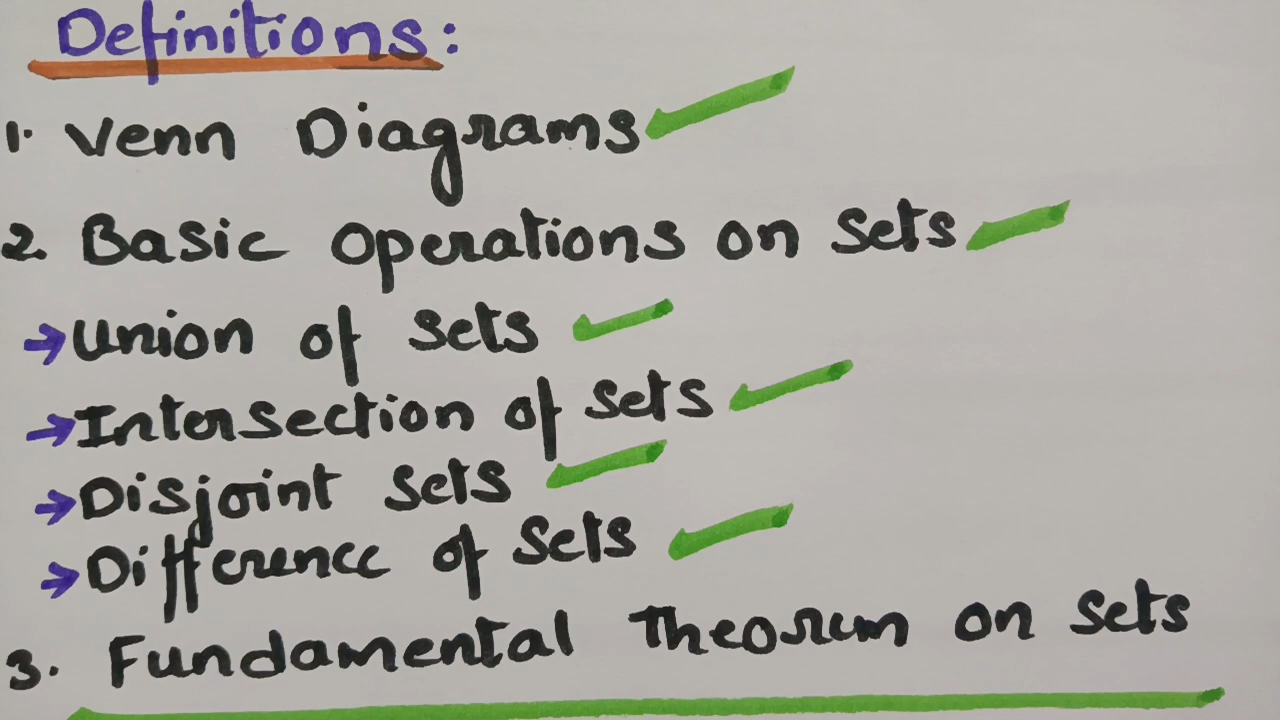 Definitions:
1. Venn Diagrams
2. Basic Operations on Sets
→ Union of Sets
→ Intersection of Sets
→ Disjoint Sets
→ Difference of Sets
3. Fundamental Theorem on Sets